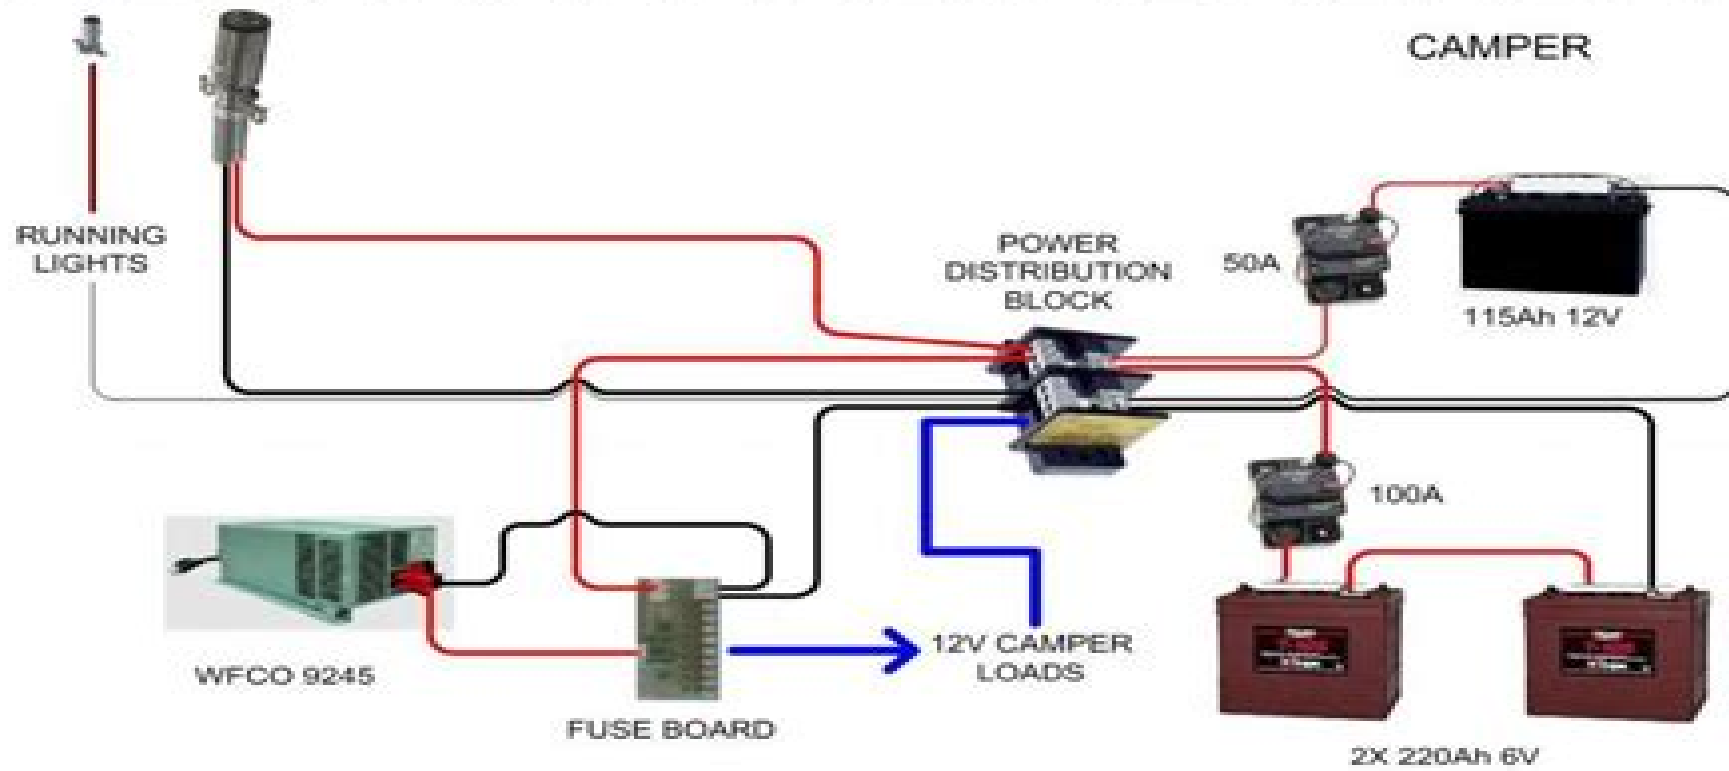 CAMPER
RUNNING
LIGHTS
POWER
DISTRIBUTION
BLOCK
50A
115Ah 12V
100A
12V CAMPER
LOADS
WFCO 9245
FUSE BOARD
2X 220Ah 6V